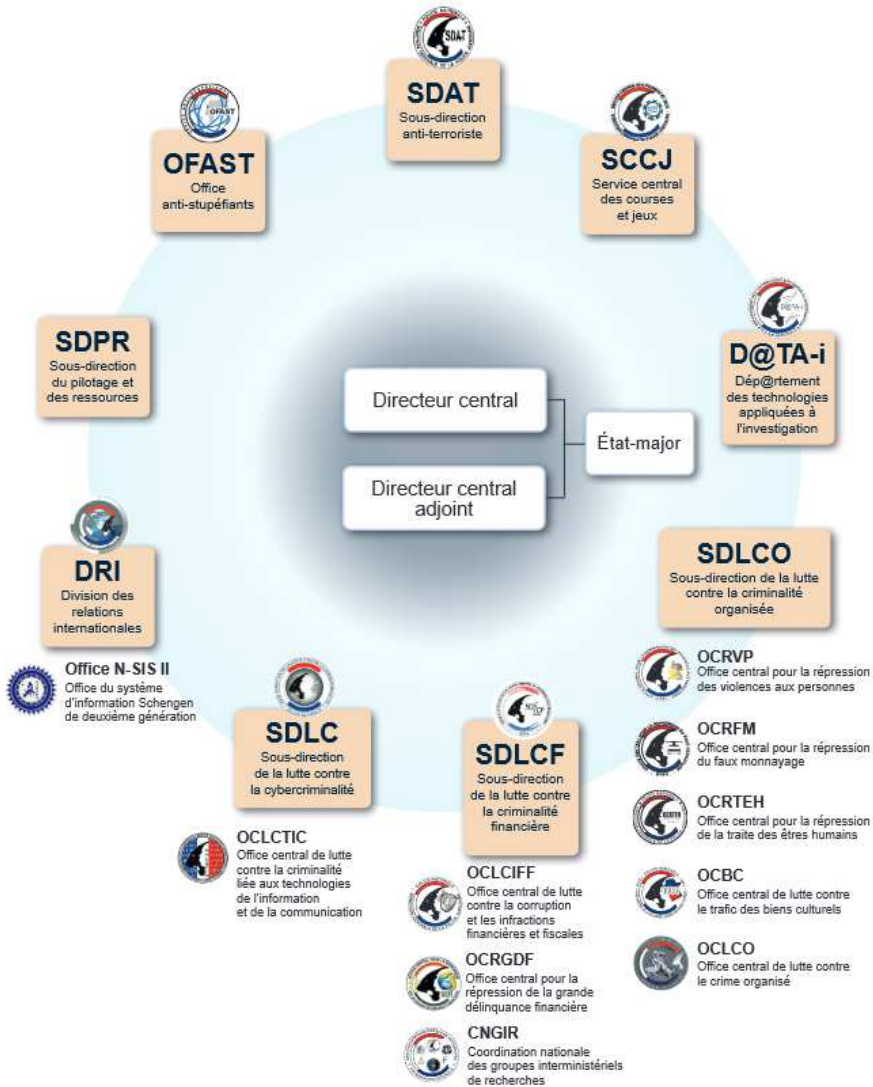 SDAT
SDAT
Sous-direction
anti-terroriste
OFAST
OFAST
Office
anti-stupéfiants
SCCJ
Service central
des courses
et jeux
SDPR
Sous-direction
du pilotage et
des ressources
D@TA-i
D@TA-i
Dép@rtement
des technologies
appliquées à
l'investigation
Directeur central
État-major
Directeur central
adjoint
DRI
Division des
relations
internationales
Office N-SIS II
Office du système
d'information Schengen
de deuxième génération
SDLC
Sous-direction
de la lutte contre
la cybercriminalité
OCLCTIC
Office central de lutte
contre la criminalité
liée aux technologies
de l'information
et de la communication
SDLCF
Sous-direction
de la lutte contre
la criminalité
financière
OCLCIFF
Office central de lutte
contre la corruption
et les infractions
financières et fiscales
OCRGDF
Office central pour la
répression de la grande
délinquance financière
CNGIR
Coordination nationale
des groupes interministériels
de recherches
SDLCO
Sous-direction de la lutte
contre la criminalité
organisée
OCRVP
Office central pour la répression
des violences aux personnes
OCRFM
Office central pour la répression
du faux monnayage
OCRTEH
OCRTEH
Office central pour la répression
de la traite des êtres humains
OCBC
Office central de lutte contre
le trafic des biens culturels
OCLCO
Office central de lutte contre
le crime organisé